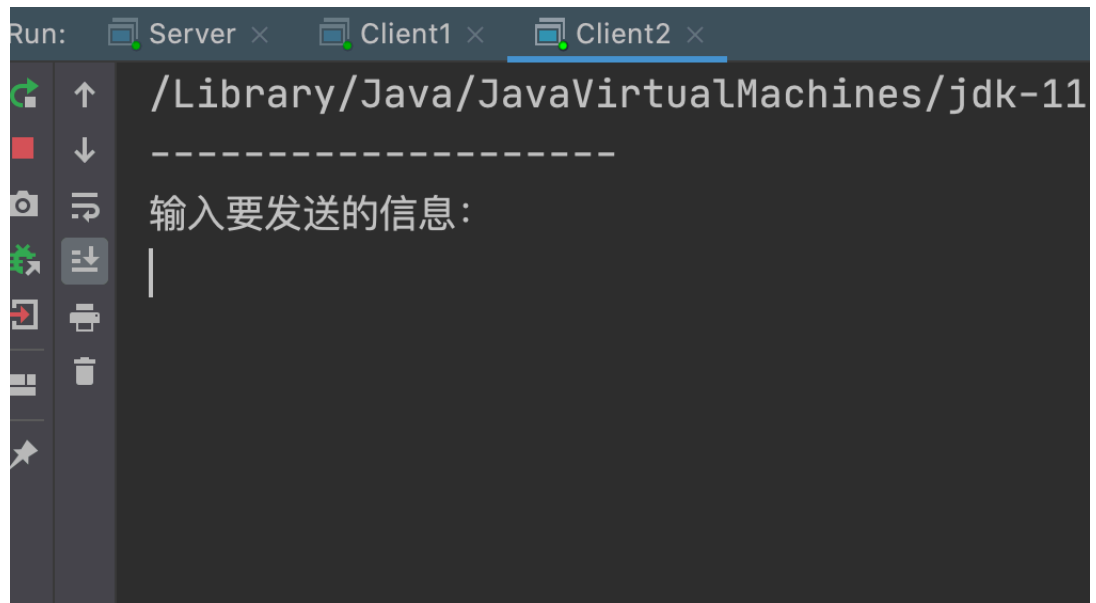 Run: Server Client1 Client2
/Library/Java/JavaVirtualMachines/jdk-11
---------------------
输入要发送的信息：